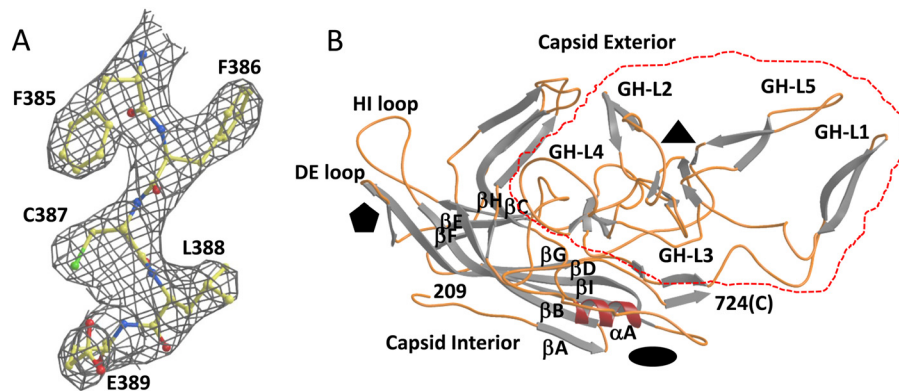 A
F385
F386
C387
L388
E389
B
Capsid Exterior
GH-L2
GH-L5
HI loop
GH-L1
GH-L4
DE loop
βH
βC
βE
βF
βG
GH-L3
βD
209
βI
724(C)
βB
Capsid Interior
αA
βA